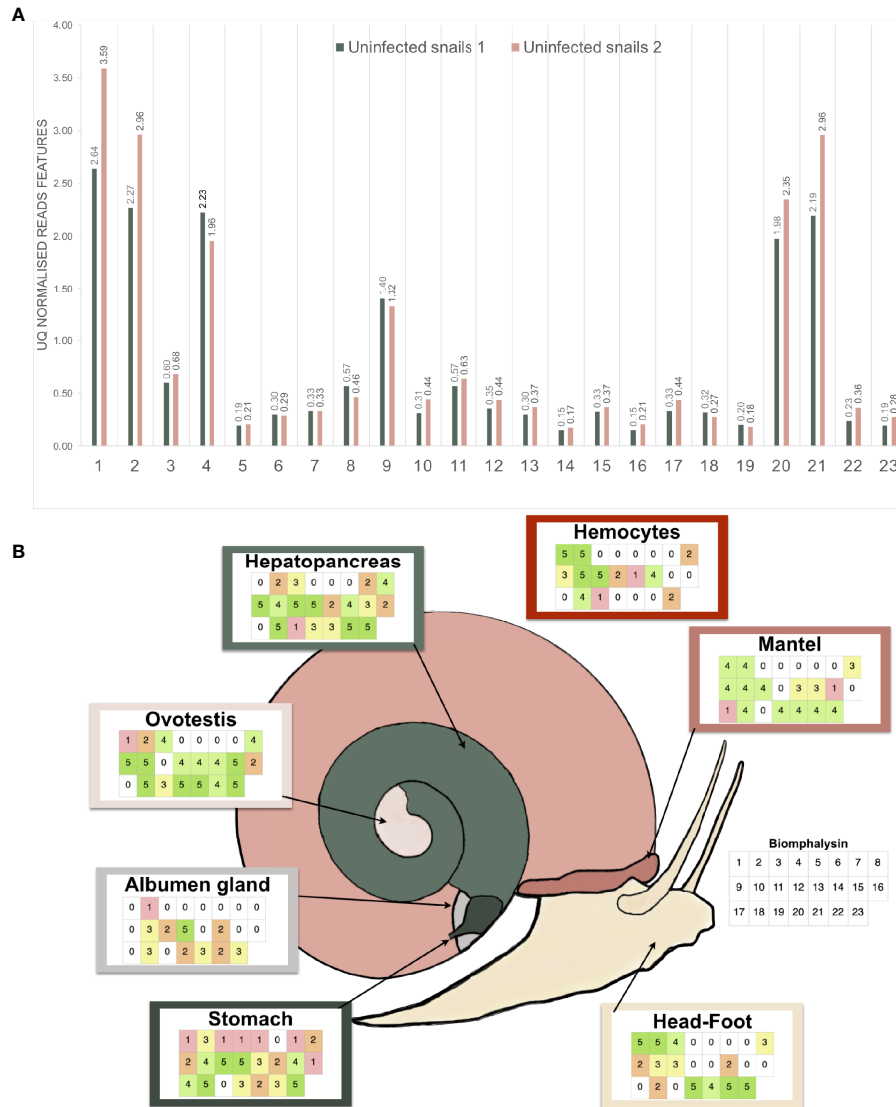 A
UQ NORMALISED READS FEATURES
4.00
3.50
3.00
2.50
2.00
1.50
1.00
0.50
0.00
Uninfected snails 1 Uninfected snails 2
2.64 3.59 2.27 2.96 0.60 0.68 2.23 1.96 0.19 0.21 0.30 0.29 0.33 0.33 0.57 0.46 1.40 1.32 0.31 0.44 0.57 0.63 0.35 0.44 0.30 0.37 0.15 0.17 0.33 0.37 0.15 0.21 0.33 0.44 0.32 0.27 0.20 0.18 1.98 2.35 2.19 2.96 0.23 0.36 0.19 0.28
1 2 3 4 5 6 7 8 9 10 11 12 13 14 15 16 17 18 19 20 21 22 23
B
Hepatopancreas
0 2 3 0 0 0 2 4
5 4 5 5 2 4 3 2
0 5 1 3 3 5 5
Hemocytes
5 5 0 0 0 0 0 2
3 5 5 2 1 4 0 0
0 4 1 0 0 0 2
Mantel
4 4 0 0 0 0 0 3
4 4 4 0 3 3 1 0
1 4 0 4 4 4 4
Ovotestis
1 2 4 0 0 0 0 4
5 5 0 4 4 4 5 2
0 5 3 5 5 4 5
Biomphalysin
1 2 3 4 5 6 7 8
9 10 11 12 13 14 15 16
17 18 19 20 21 22 23
Albumen gland
0 1 0 0 0 0 0 0
0 3 2 5 0 2 0 0
0 3 0 2 3 2 3
Stomach
1 3 1 1 1 0 1 2
2 4 5 5 3 2 4 1
4 5 0 3 2 3 5
Head-Foot
5 5 4 0 0 0 0 3
2 3 3 0 0 2 0 0
0 2 0 5 4 5 5